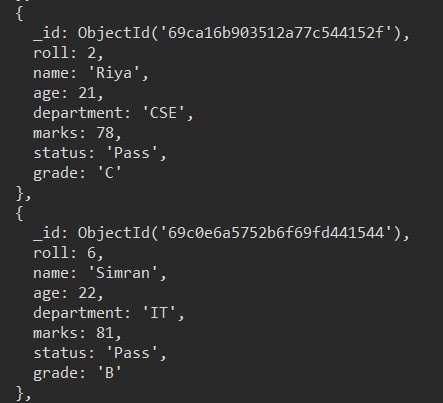 {
_id: ObjectId('69ca16b903512a77c544152f'),
roll: 2,
name: 'Riya',
age: 21,
department: 'CSE',
marks: 78,
status: 'Pass',
grade: 'C'
},
{
_id: ObjectId('69c0e6a5752b6f69fd441544'),
roll: 6,
name: 'Simran',
age: 22,
department: 'IT',
marks: 81,
status: 'Pass',
grade: 'B'
},